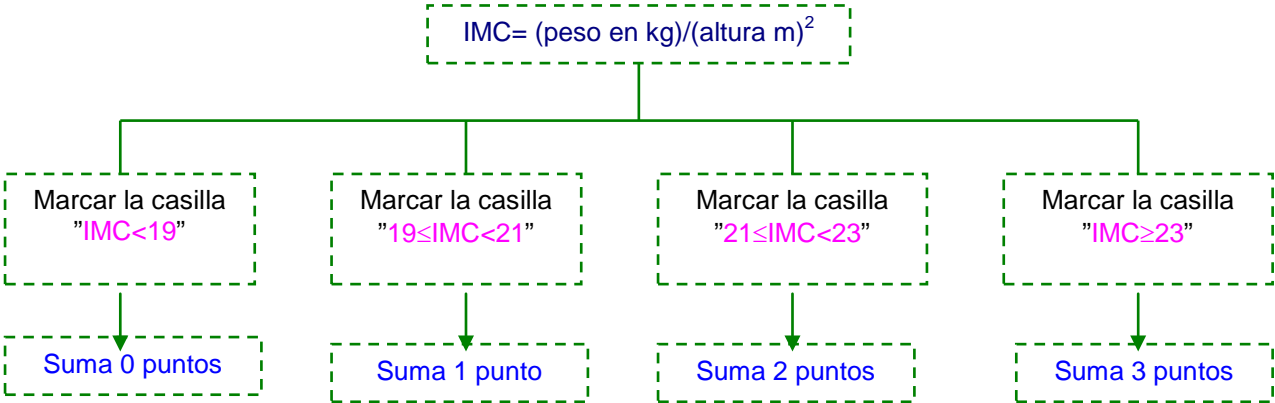 IMC= (peso en kg)/(altura m)²
Marcar la casilla
”IMC<19”
Marcar la casilla
”19≤IMC<21”
Marcar la casilla
”21≤IMC<23”
Marcar la casilla
”IMC≥23”
Suma 0 puntos
Suma 1 punto
Suma 2 puntos
Suma 3 puntos